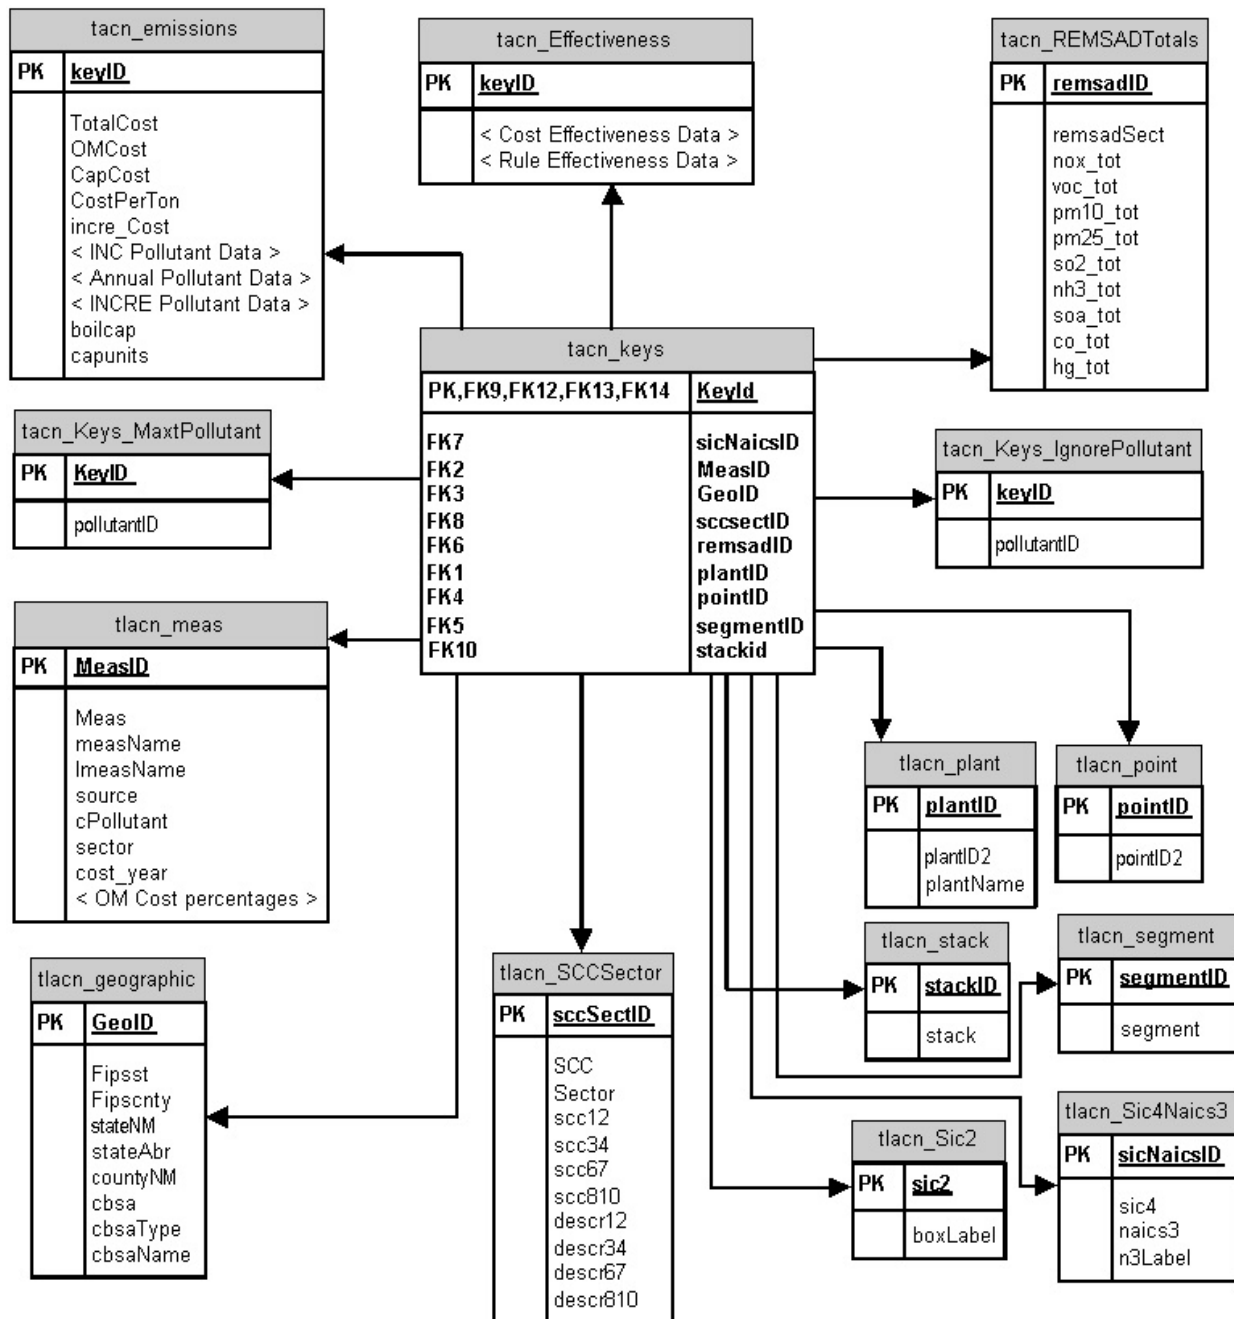 tacn_emissions
PK keyID
TotalCost
OMCost
CapCost
CostPerTon
incre_Cost
< INC Pollutant Data >
< Annual Pollutant Data >
< INCRE Pollutant Data >
boilcap
capunits
tacn_Effectiveness
PK keyID
< Cost Effectiveness Data >
< Rule Effectiveness Data >
tacn_REMSADTotals
PK remsadID
remsadSect
nox_tot
voc_tot
pm10_tot
pm25_tot
so2_tot
nh3_tot
soa_tot
co_tot
hg_tot
tacn_keys
PK,FK9,FK12,FK13,FK14 KeyId
FK7 sicNaicsID
FK2 MeasID
FK3 GeoID
FK8 sccsectID
FK6 remsadID
FK1 plantID
FK4 pointID
FK5 segmentID
FK10 stackid
tacn_Keys_MaxtPollutant
PK KeyID
pollutantID
tacn_Keys_IgnorePollutant
PK keyID
pollutantID
tlacn_meas
PK MeasID
Meas
measName
lmeasName
source
cPollutant
sector
cost_year
< OM Cost percentages >
tlacn_plant
PK plantID
plantID2
plantName
tlacn_point
PK pointID
pointID2
tlacn_geographic
PK GeoID
Fipsst
Fipscnty
stateNM
stateAbr
countyNM
cbsa
cbsaType
cbsaName
tlacn_SCCSector
PK sccSectID
SCC
Sector
scc12
scc34
scc67
scc810
descr12
descr34
descr67
descr810
tlacn_stack
PK stackID
stack
tlacn_segment
PK segmentID
segment
tlacn_Sic2
PK sic2
boxLabel
tlacn_Sic4Naics3
PK sicNaicsID
sic4
naics3
n3Label